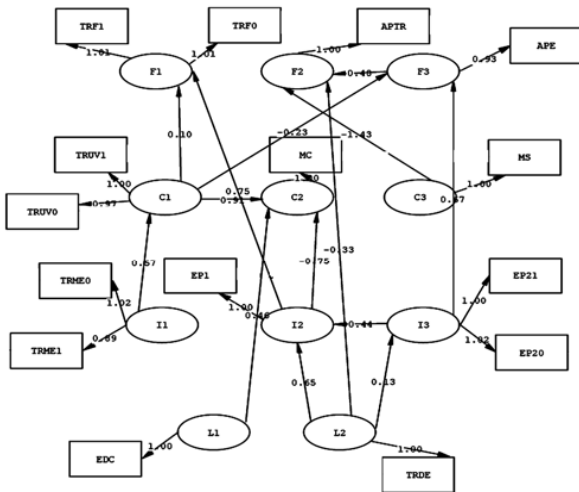 TRF1
TRF0
APTR
APE
1.01
1.01
1.00
0.93
F1
F2
F3
-0.40
0.10
-0.23
-1.43
TRUV1
MC
MS
1.00
1.00
TRUV0
0.97
C1
0.75
C2
C3
0.67
0.67
-0.33
-0.75
TRME0
EP1
EP21
1.02
1.00
1.00
I1
I2
0.44
I3
TRME1
0.89
1.02
EP20
0.46
0.65
0.13
L1
L2
EDC
1.00
1.00
TRDE